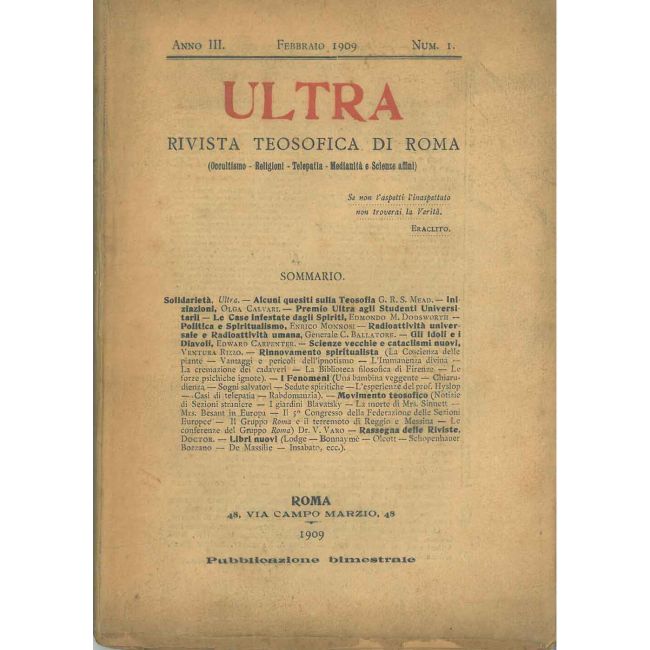 ANNO III. FEBBRAIO 1909 NUM. 1.
ULTRA
RIVISTA TEOSOFICA DI ROMA
(Occultismo - Religioni - Telepatia - Medianità e Scienze affini)
Se non t'aspetti l'inaspettato
non troverai la Verità.
ERACLITO.
SOMMARIO.
Solidarietà, Ultra. — Alcuni quesiti sulla Teosofia G. R. S. MEAD. — Ini-
ziazioni, OLGA CALVARI. — Premio Ultra agli Studenti Universi-
tarii — Le Case infestate dagli Spiriti, EDMONDO M. DODSWORTH —
Politica e Spiritualismo, ENRICO MONNOSI — Radioattività univer-
sale e Radioattività umana, Generale C. BALLATORE. — Gli Idoli e i
Diavoli, EDWARD CARPENTER. — Scienze vecchie e cataclismi nuovi,
VENTURA RIZZO. — Rinnovamento spiritualista (La Coscienza delle
piante — Vantaggi e pericoli dell'ipnotismo — L'Immanenza divina —
La cremazione dei cadaveri — La Biblioteca filosofica di Firenze — Le
forze psichiche ignote). — I Fenomeni (Una bambina veggente — Chiaru-
dienza — Sogni salvatori — Sedute spiritiche — L'esperienze del prof. Hyslop
— Casi di telepatia — Rabdomanzia). — Movimento teosofico (Notizie
di Sezioni straniere — I giardini Blavatsky — La morte di Mrs. Sinnett —
Mrs. Besant in Europa — Il 5° Congresso della Federazione delle Sezioni
Europee — Il Gruppo Roma e il terremoto di Reggio e Messina — Le
conferenze del Gruppo Roma) Dr. V. VARO — Rassegna delle Riviste,
DOCTOR. — Libri nuovi (Lodge — Bonnaymé — Olcott — Schopenhauer
Bozzano — De Massilie — Insabato, ecc.).
ROMA
48, VIA CAMPO MARZIO, 48
1909
Pubblicazione bimestrale